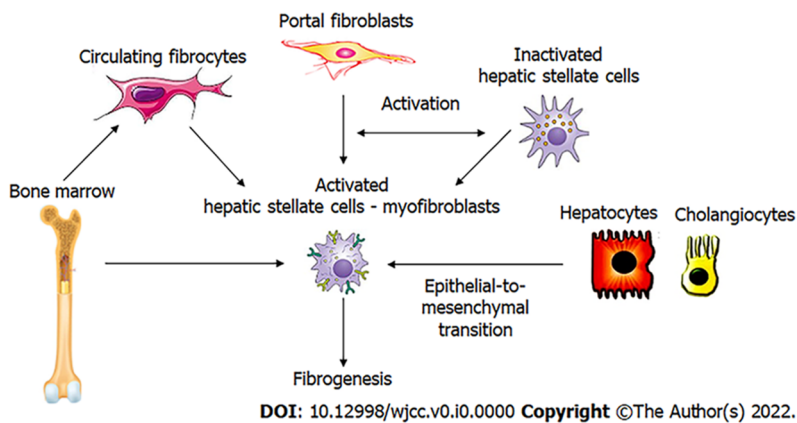 Portal fibroblasts
Circulating fibrocytes
Inactivated
hepatic stellate cells
Activation
Bone marrow
Activated
hepatic stellate cells - myofibroblasts
Hepatocytes
Cholangiocytes
Epithelial-to-
mesenchymal
transition
Fibrogenesis
DOI: 10.12998/wjcc.v0.i0.0000 Copyright ©The Author(s) 2022.